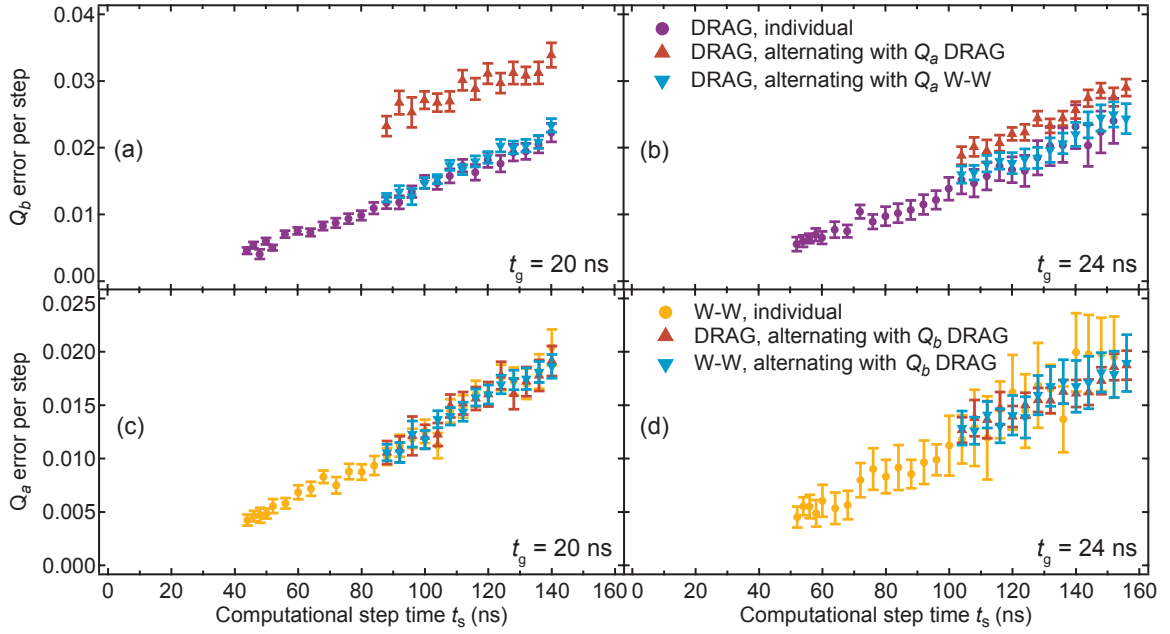 Q_b error per step
0.04
0.03
0.02
0.01
0.00
(a)
t_g = 20 ns
DRAG, individual
DRAG, alternating with Q_a DRAG
DRAG, alternating with Q_a W-W
(b)
t_g = 24 ns
Q_a error per step
0.025
0.020
0.015
0.010
0.005
0.000
(c)
t_g = 20 ns
W-W, individual
DRAG, alternating with Q_b DRAG
W-W, alternating with Q_b DRAG
(d)
t_g = 24 ns
0 20 40 60 80 100 120 140 160
0 20 40 60 80 100 120 140 160
Computational step time t_s (ns)
Computational step time t_s (ns)